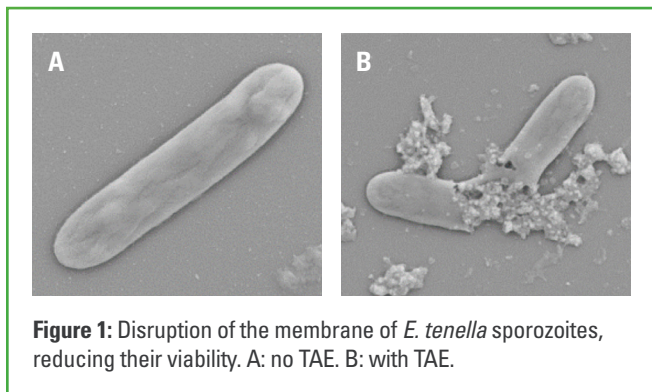 A
B
Figure 1: Disruption of the membrane of E. tenella sporozoites,
reducing their viability. A: no TAE. B: with TAE.